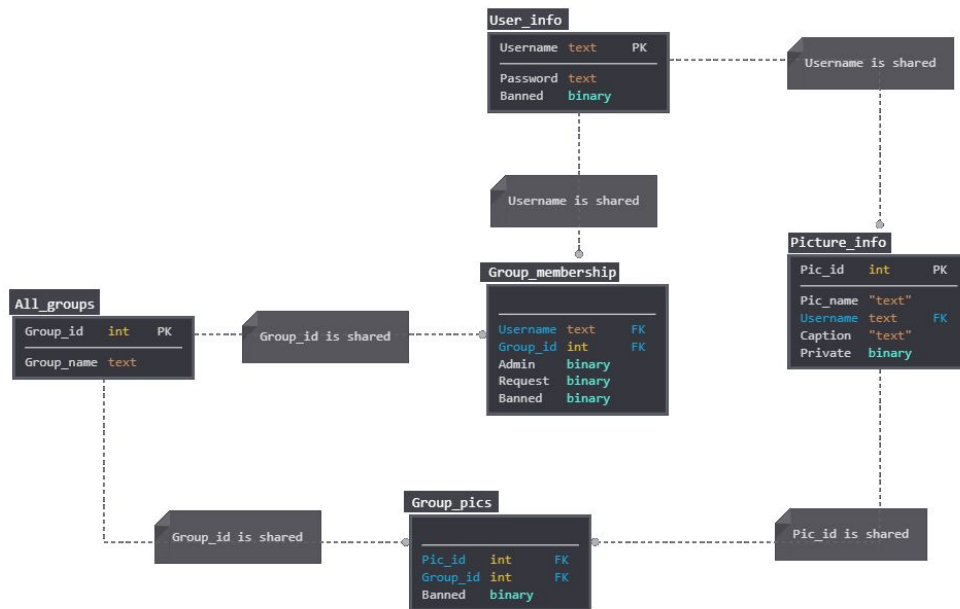 User_info
Username text PK
Password text
Banned binary
Username is shared
Username is shared
Picture_info
Pic_id int PK
Pic_name "text"
Username text FK
Caption "text"
Private binary
Group_membership
Username text FK
Group_id int FK
Admin binary
Request binary
Banned binary
All_groups
Group_id int PK
Group_name text
Group_id is shared
Group_pics
Pic_id int FK
Group_id int FK
Banned binary
Group_id is shared
Pic_id is shared